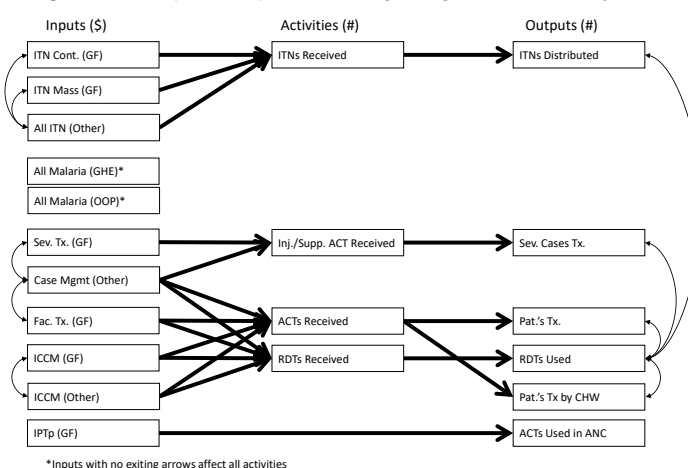 Inputs ($)
Activities (#)
Outputs (#)
ITN Cont. (GF)
ITNs Received
ITNs Distributed
ITN Mass (GF)
All ITN (Other)
All Malaria (GHE)*
All Malaria (OOP)*
Sev. Tx. (GF)
Inj./Supp. ACT Received
Sev. Cases Tx.
Case Mgmt (Other)
Fac. Tx. (GF)
ACTs Received
Pat.'s Tx.
ICCM (GF)
RDTs Received
RDTs Used
ICCM (Other)
Pat.'s Tx by CHW
IPTp (GF)
ACTs Used in ANC
*Inputs with no exiting arrows affect all activities